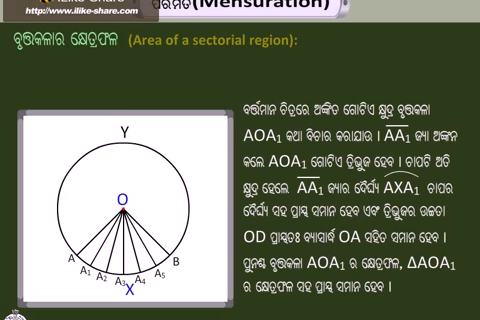 http://www.ilike-share.com
ପରିମିତି(Mensuration)
ବୃତ୍ତକଳାର କ୍ଷେତ୍ରଫଳ (Area of a sectorial region):
ବର୍ତ୍ତମାନ ଚିତ୍ରରେ ଅଙ୍କିତ ଗୋଟିଏ କ୍ଷୁଦ୍ର ବୃତ୍ତକଳା
AOA₁ କଥା ବିଚାର କରାଯାଉ । AA₁ ଜ୍ୟା ଅଙ୍କନ
କଲେ AOA₁ ଗୋଟିଏ ତ୍ରିଭୁଜ ହେବ । ଚାପଟି ଅତି
କ୍ଷୁଦ୍ର ହେଲେ AA₁ ଜ୍ୟାର ଦୈର୍ଘ୍ୟ AXA₁ ଚାପର
ଦୈର୍ଘ୍ୟ ସହ ପ୍ରାୟ ସମାନ ହେବ ଏବଂ ତ୍ରିଭୁଜର ଉଚ୍ଚତା
OD ପ୍ରାୟତଃ ବ୍ୟାସାର୍ଦ୍ଧ OA ସହିତ ସମାନ ହେବ ।
ପୁନଶ୍ଚ ବୃତ୍ତକଳା AOA₁ ର କ୍ଷେତ୍ରଫଳ, ΔAOA₁
ର କ୍ଷେତ୍ରଫଳ ସହ ପ୍ରାୟ ସମାନ ହେବ ।
Y
O
A
B
A₁
A₂
A₃
A₄
A₅
X